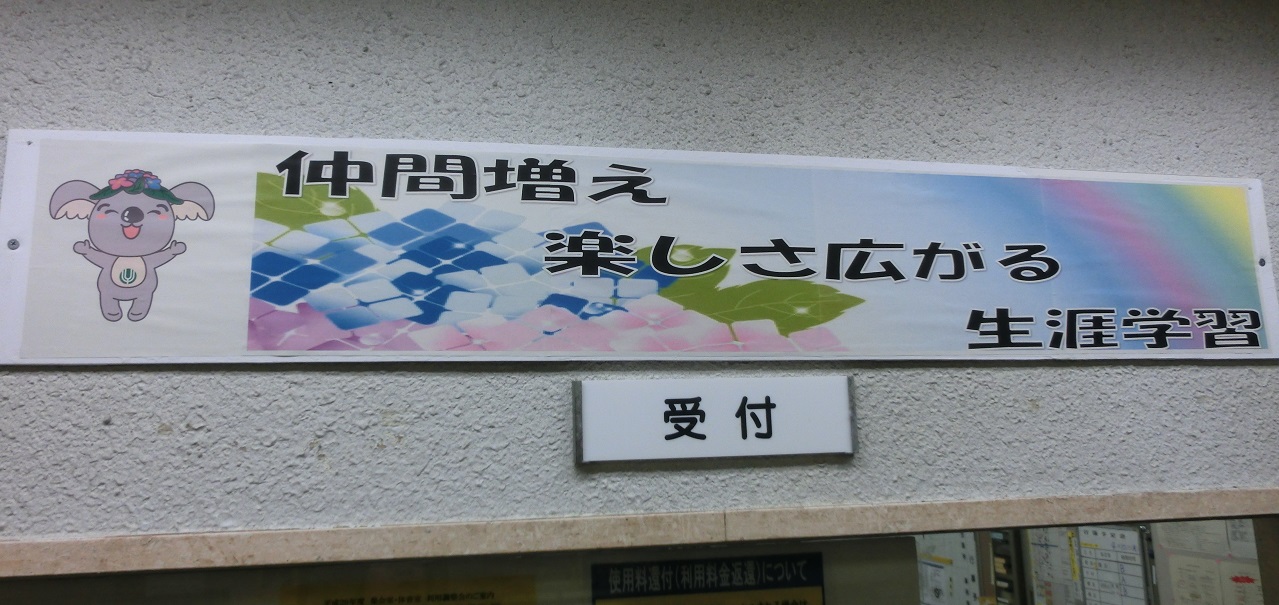 仲間増え
楽しさ広がる
生涯学習
受付
使用料還付(利用料金返還)について